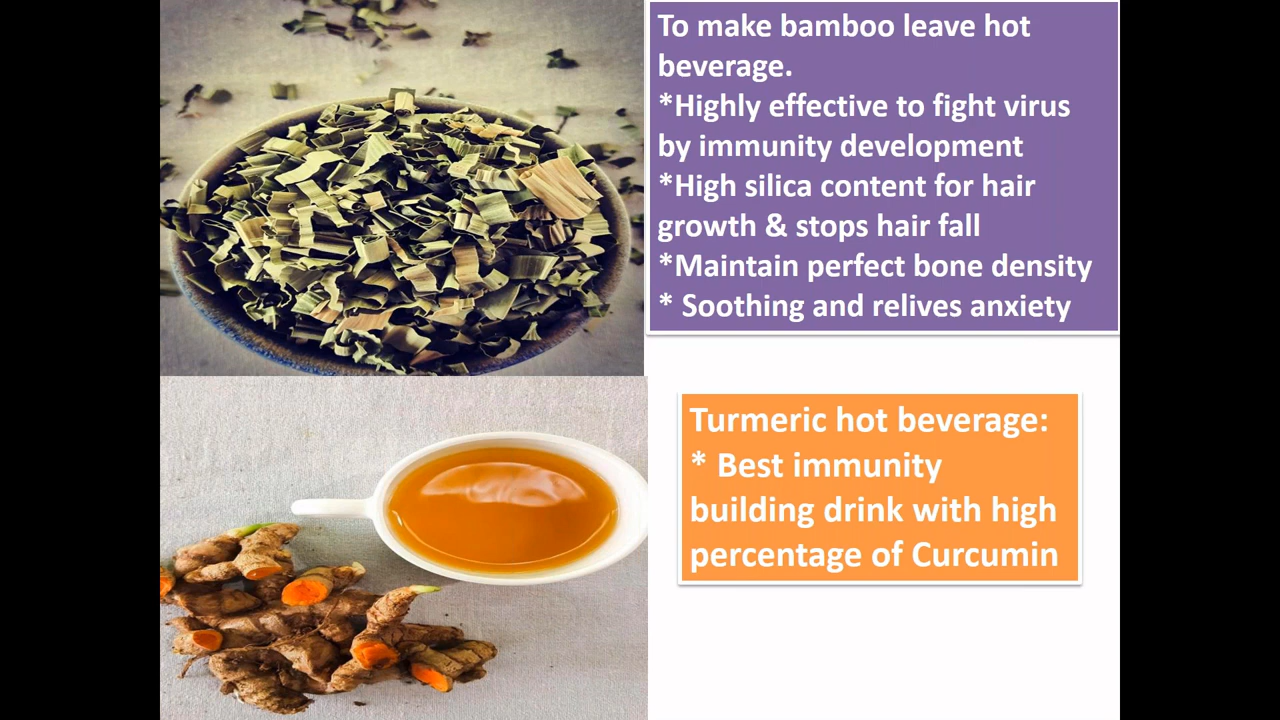 To make bamboo leave hot
beverage.
*Highly effective to fight virus
by immunity development
*High silica content for hair
growth & stops hair fall
*Maintain perfect bone density
* Soothing and relives anxiety
Turmeric hot beverage:
* Best immunity
building drink with high
percentage of Curcumin